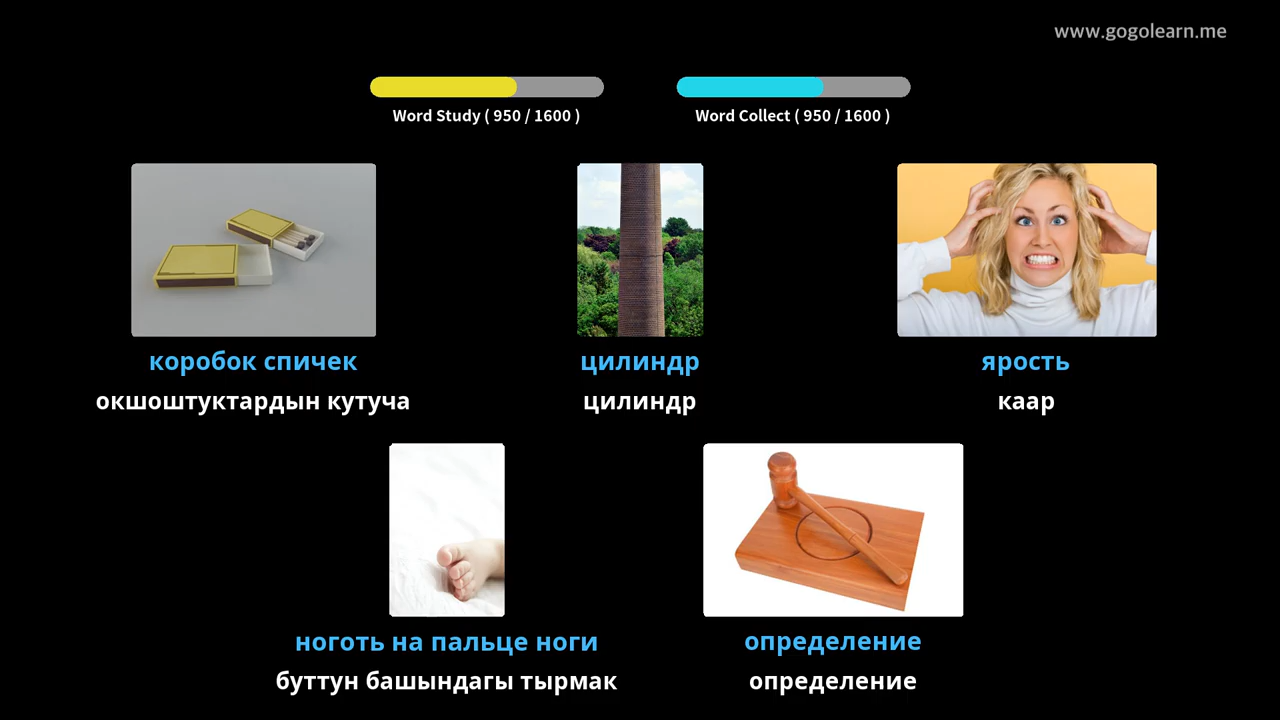 www.gogolearn.me
Word Study ( 950 / 1600 )
Word Collect ( 950 / 1600 )
коробок спичек
окшоштуктардын кутуча
цилиндр
цилиндр
ярость
каар
ноготь на пальце ноги
буттун башындагы тырмак
определение
определение